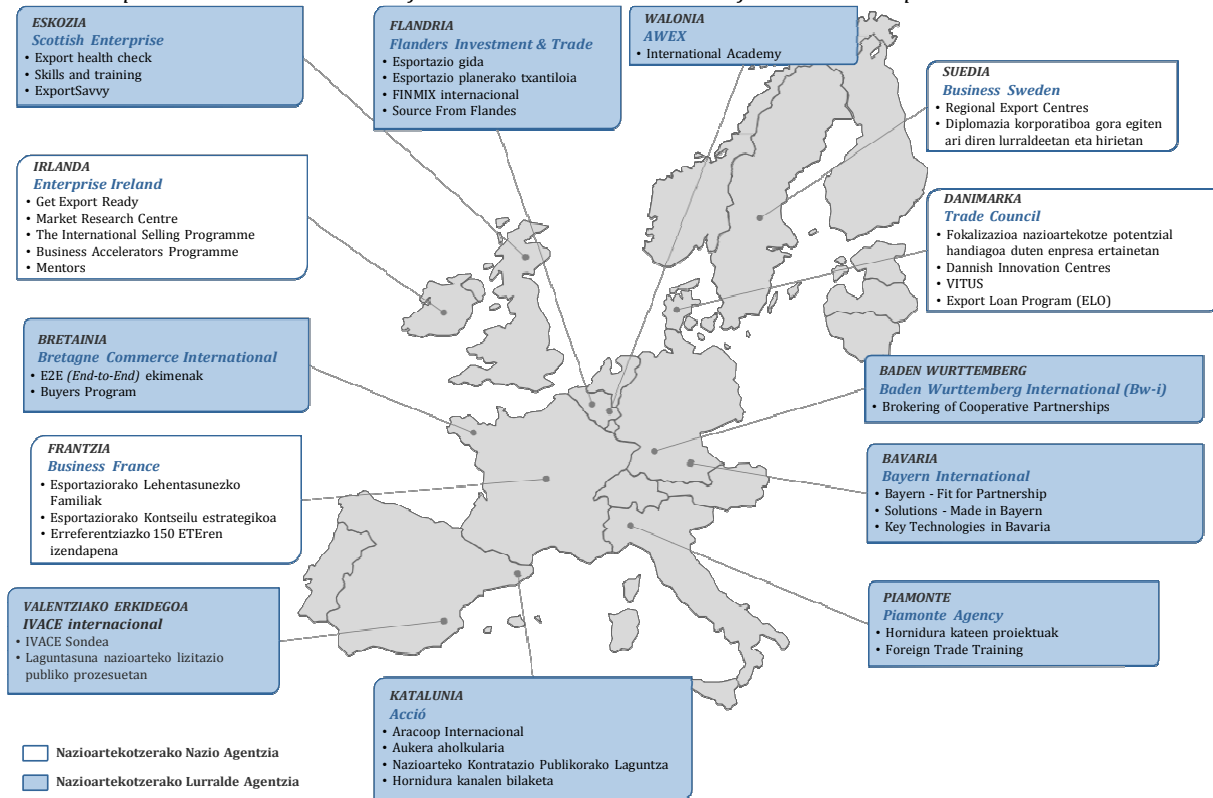 ESKOZIA
Scottish Enterprise
• Export health check
• Skills and training
• ExportSavvy
FLANDRIA
Flanders Investment & Trade
• Esportazio gida
• Esportazio planerako txantiloia
• FINMIX internacional
• Source From Flandes
WALONIA
AWEX
• International Academy
SUEDIA
Business Sweden
• Regional Export Centres
• Diplomazia korporatiboa gora egiten
ari diren lurraldeetan eta hirietan
IRLANDA
Enterprise Ireland
• Get Export Ready
• Market Research Centre
• The International Selling Programme
• Business Accelerators Programme
• Mentors
DANIMARKA
Trade Council
• Fokalizazioa nazioartekotze potentzial
handiagoa duten enpresa ertainetan
• Dannish Innovation Centres
• VITUS
• Export Loan Program (ELO)
BRETAINIA
Bretagne Commerce International
• E2E (End-to-End) ekimenak
• Buyers Program
BADEN WURTTEMBERG
Baden Wurttemberg International (Bw-i)
• Brokering of Cooperative Partnerships
FRANTZIA
Business France
• Esportaziorako Lehentasunezko
Familiak
• Esportaziorako Kontseilu estrategikoa
• Erreferentziazko 150 ETEren
izendapena
BAVARIA
Bayern International
• Bayern - Fit for Partnership
• Solutions - Made in Bayern
• Key Technologies in Bavaria
VALENTZIAKO ERKIDEGOA
IVACE internacional
• IVACE Sondea
• Laguntasuna nazioarteko lizitazio
publiko prozesuetan
PIAMONTE
Piamonte Agency
• Hornidura kateen proiektuak
• Foreign Trade Training
KATALUNIA
Acció
• Aracoop Internacional
• Aukera aholkularia
• Nazioarteko Kontratazio Publikorako Laguntza
• Hornidura kanalen bilaketa
Nazioartekotzerako Nazio Agentzia
Nazioartekotzerako Lurralde Agentzia